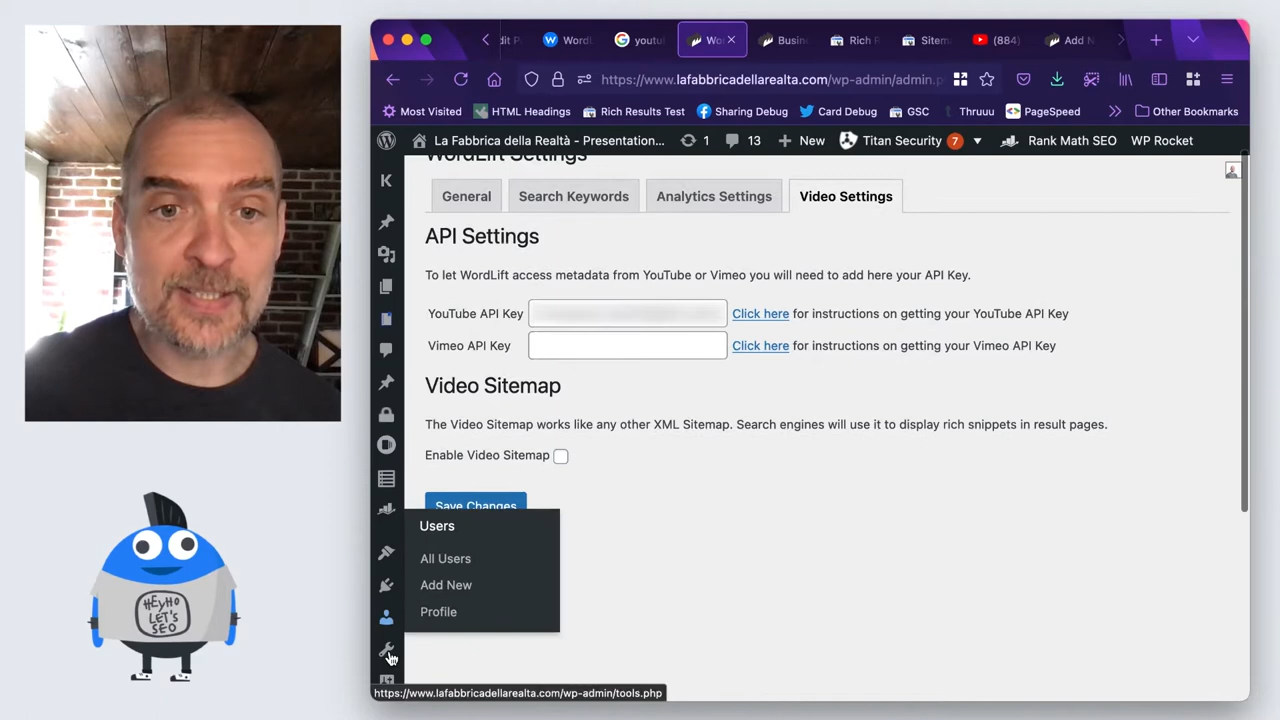 WordL
youtu
Wo
Busin
Rich R
Sitem
(884)
Add N
https://www.lafabbricadellarealta.com/wp-admin/admin.p
Most Visited
HTML Headings
Rich Results Test
Sharing Debug
Card Debug
GSC
Thruuu
PageSpeed
Other Bookmarks
La Fabbrica della Realtà - Presentation...
1
13
New
Titan Security
7
Rank Math SEO
WP Rocket
WordLift Settings
General
Search Keywords
Analytics Settings
Video Settings
API Settings
To let WordLift access metadata from YouTube or Vimeo you will need to add here your API Key.
YouTube API Key
Click here for instructions on getting your YouTube API Key
Vimeo API Key
Click here for instructions on getting your Vimeo API Key
Video Sitemap
The Video Sitemap works like any other XML Sitemap. Search engines will use it to display rich snippets in result pages.
Enable Video Sitemap
Save Changes
Users
All Users
Add New
Profile
HEYHO
LET'S
SEO
https://www.lafabbricadellarealta.com/wp-admin/tools.php